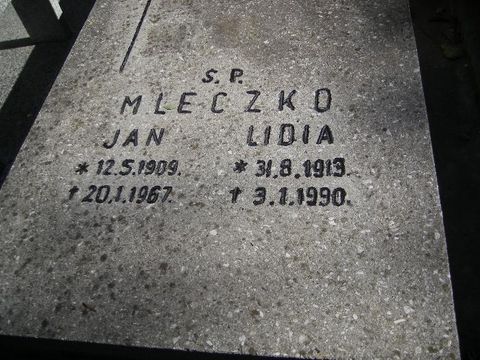 S.P.
MLECZKO
JAN LIDIA
* 12.5.1909. * 31.8.1913.
† 20.1.1967. † 3.1.1990.